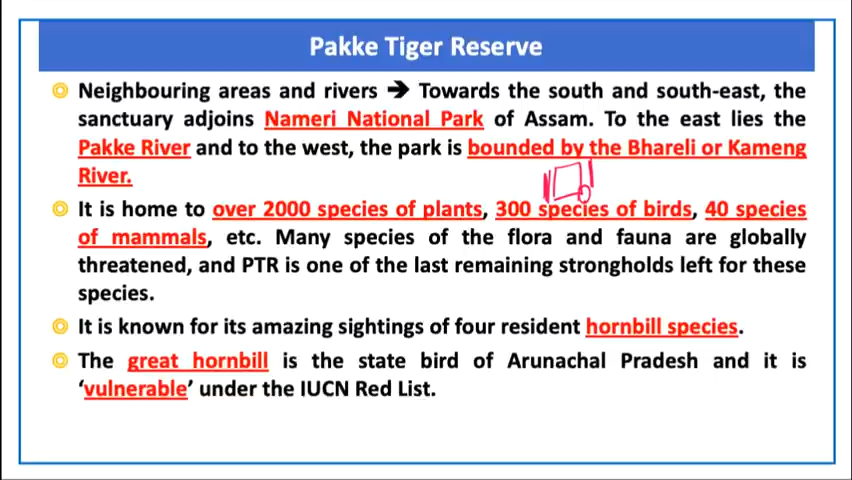 Pakke Tiger Reserve
Neighbouring areas and rivers ➔ Towards the south and south-east, the
sanctuary adjoins Nameri National Park of Assam. To the east lies the
Pakke River and to the west, the park is bounded by the Bhareli or Kameng
River.
It is home to over 2000 species of plants, 300 species of birds, 40 species
of mammals, etc. Many species of the flora and fauna are globally
threatened, and PTR is one of the last remaining strongholds left for these
species.
It is known for its amazing sightings of four resident hornbill species.
The great hornbill is the state bird of Arunachal Pradesh and it is
‘vulnerable’ under the IUCN Red List.